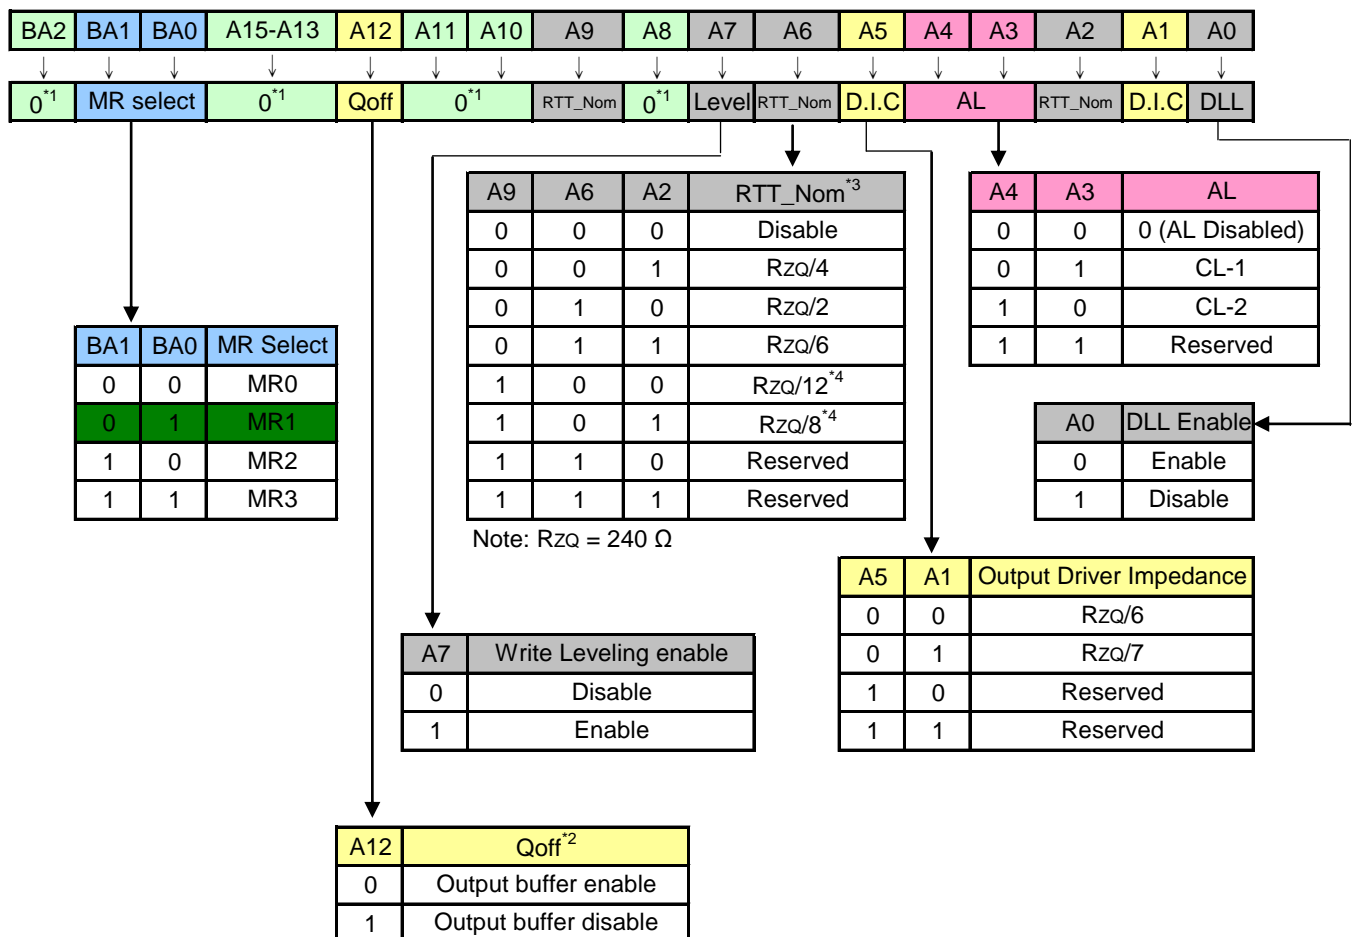 BA2 BA1 BA0 A15-A13 A12 A11 A10 A9 A8 A7 A6 A5 A4 A3 A2 A1 A0
0*1 MR select 0*1 Qoff 0*1 RTT_Nom 0*1 Level RTT_Nom D.I.C AL RTT_Nom D.I.C DLL
A9 A6 A2 RTT_Nom*3
0 0 0 Disable
0 0 1 RZQ/4
0 1 0 RZQ/2
0 1 1 RZQ/6
1 0 0 RZQ/12*4
1 0 1 RZQ/8*4
1 1 0 Reserved
1 1 1 Reserved
Note: RZQ = 240 Ω
A4 A3 AL
0 0 0 (AL Disabled)
0 1 CL-1
1 0 CL-2
1 1 Reserved
BA1 BA0 MR Select
0 0 MR0
0 1 MR1
1 0 MR2
1 1 MR3
A0 DLL Enable
0 Enable
1 Disable
A5 A1 Output Driver Impedance
0 0 RZQ/6
0 1 RZQ/7
1 0 Reserved
1 1 Reserved
A7 Write Leveling enable
0 Disable
1 Enable
A12 Qoff*2
0 Output buffer enable
1 Output buffer disable